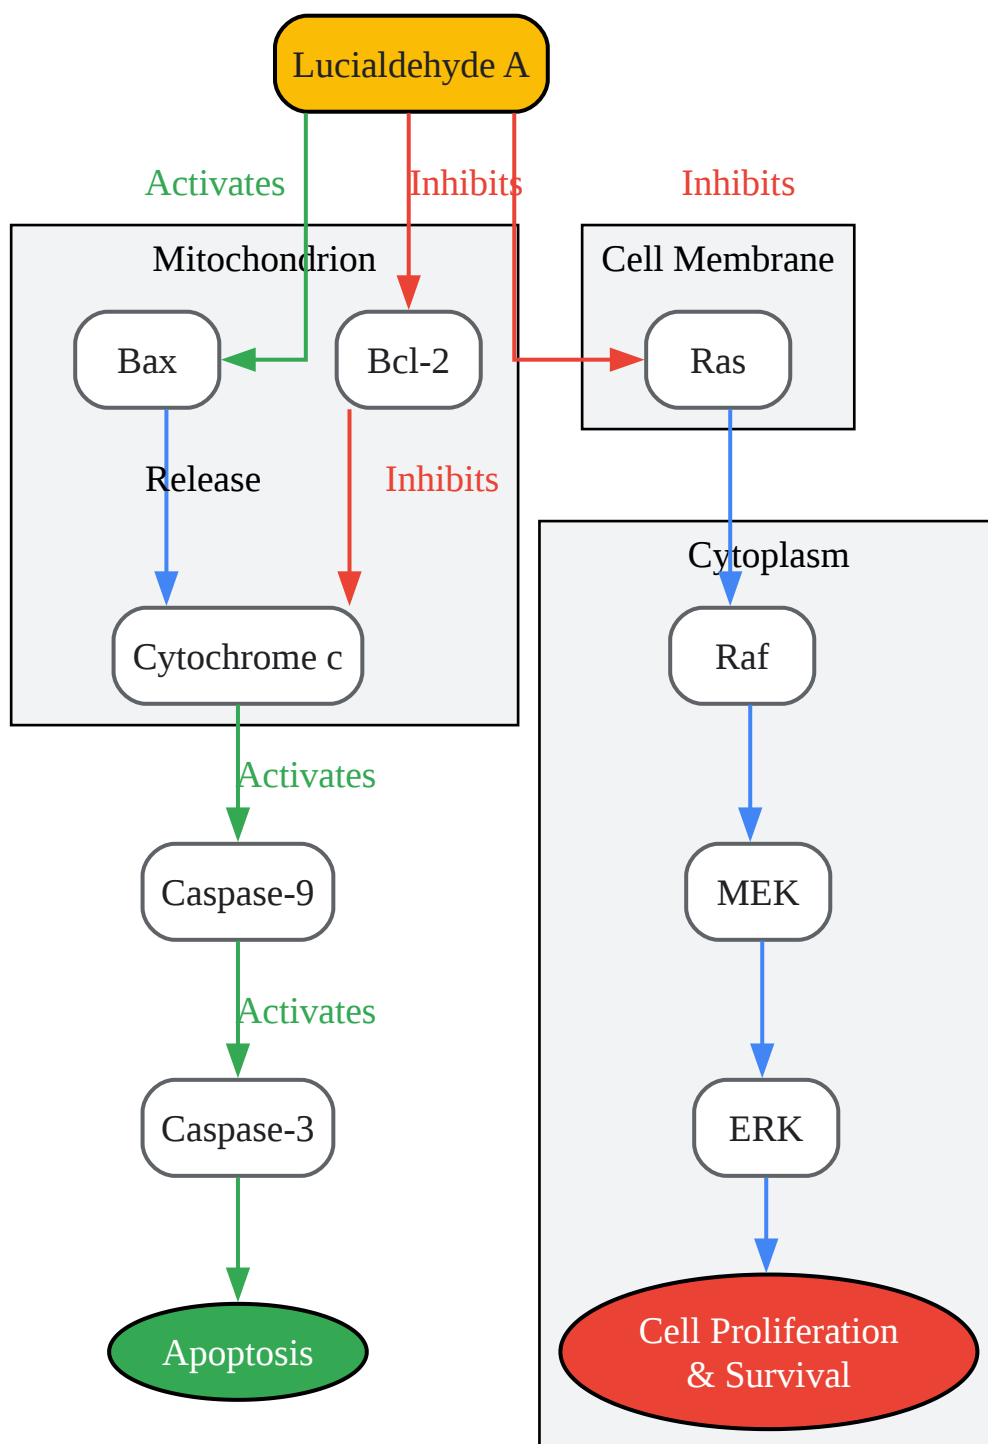 Lucialdehyde A
Activates
Inhibits
Inhibits
Mitochondrion
Cell Membrane
Bax
Bcl-2
Ras
Release
Inhibits
Cytoplasm
Cytochrome c
Raf
Activates
Caspase-9
MEK
Activates
Caspase-3
ERK
Apoptosis
Cell Proliferation
& Survival